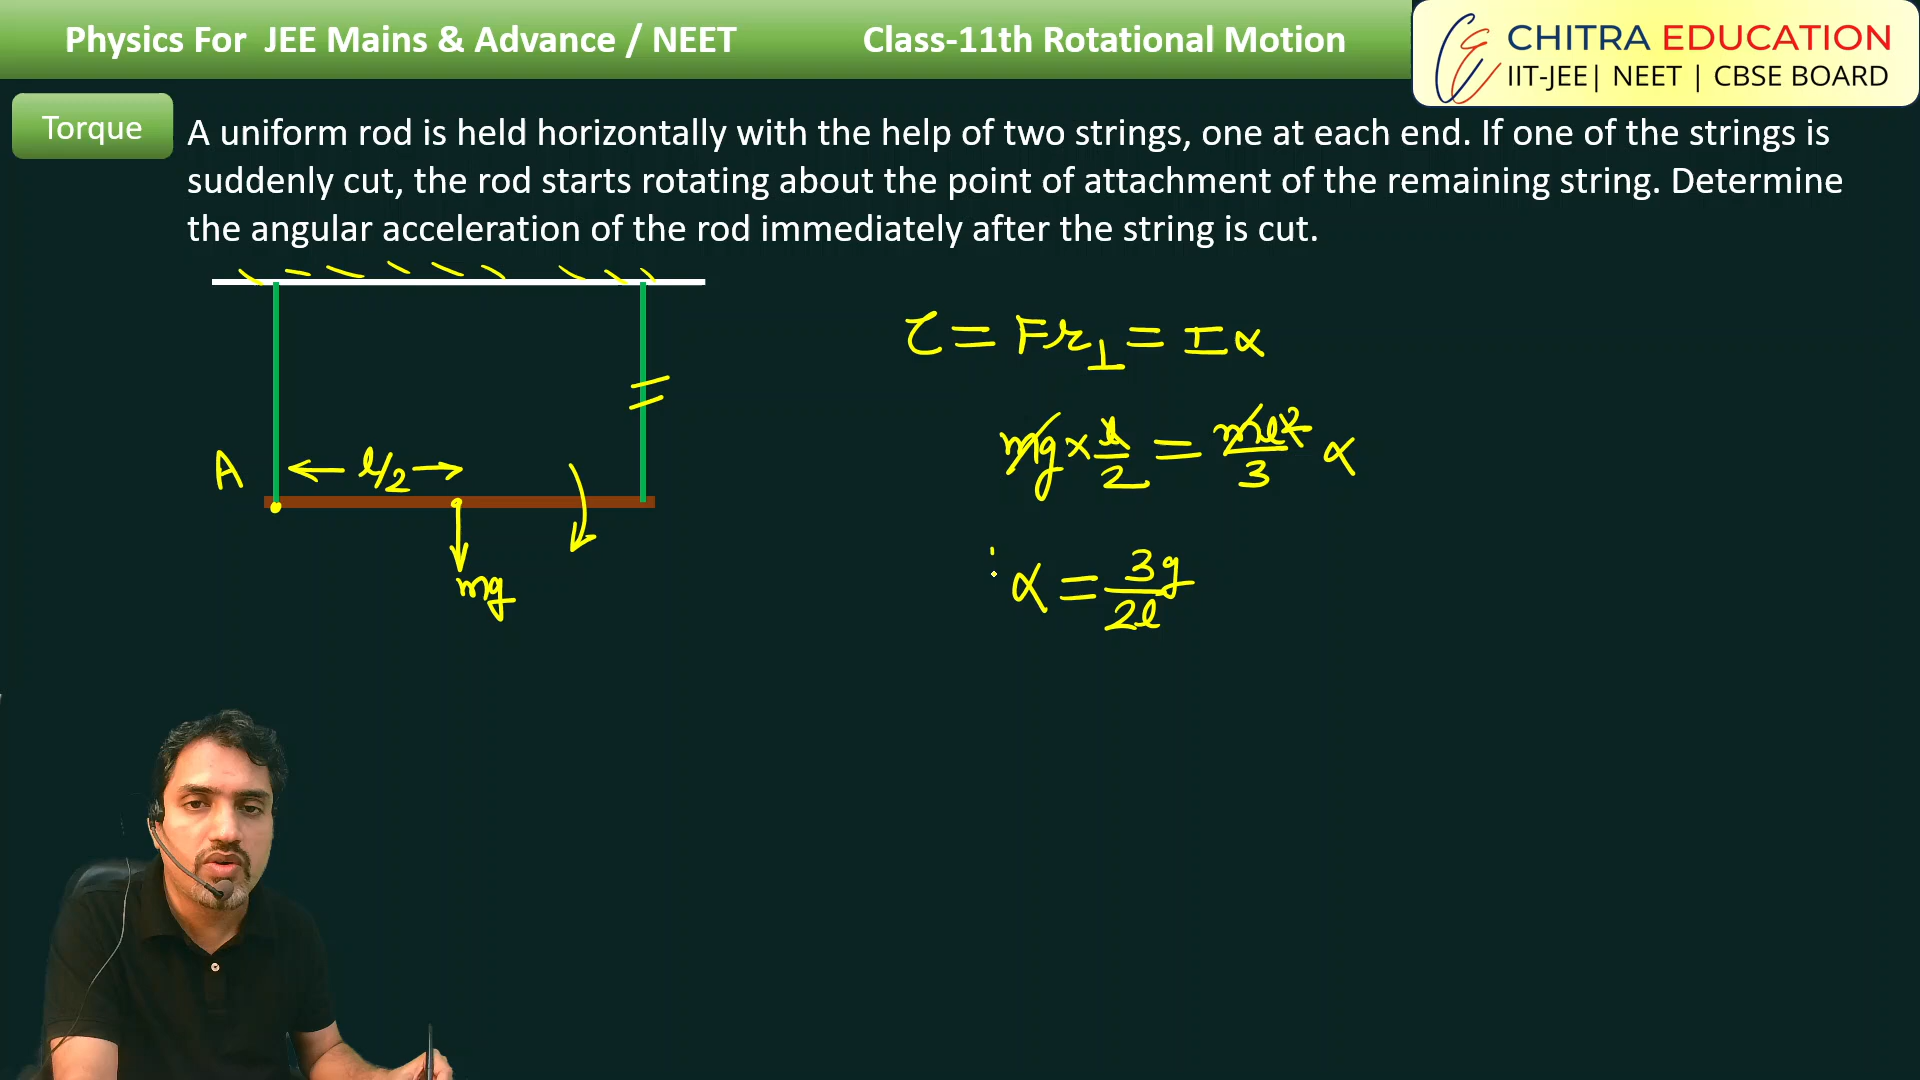 Physics For JEE Mains & Advance / NEET
Class-11th Rotational Motion
CHITRA EDUCATION
IIT-JEE| NEET | CBSE BOARD
Torque
A uniform rod is held horizontally with the help of two strings, one at each end. If one of the strings is
suddenly cut, the rod starts rotating about the point of attachment of the remaining string. Determine
the angular acceleration of the rod immediately after the string is cut.
τ = Fr⊥ = Iα
mg × l/2 = ml²/3 α
A
l/2
mg
α = 3g/2l